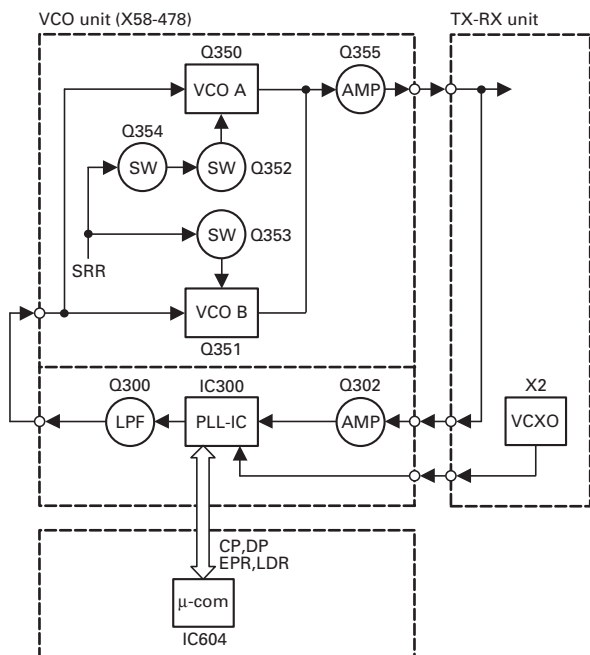 VCO unit (X58-478)
TX-RX unit
Q350
Q355
VCO A
AMP
Q354
SW
SW
Q352
SW
Q353
SRR
VCO B
Q351
Q300
IC300
Q302
X2
LPF
PLL-IC
AMP
VCXO
CP,DP
EPR,LDR
μ-com
IC604